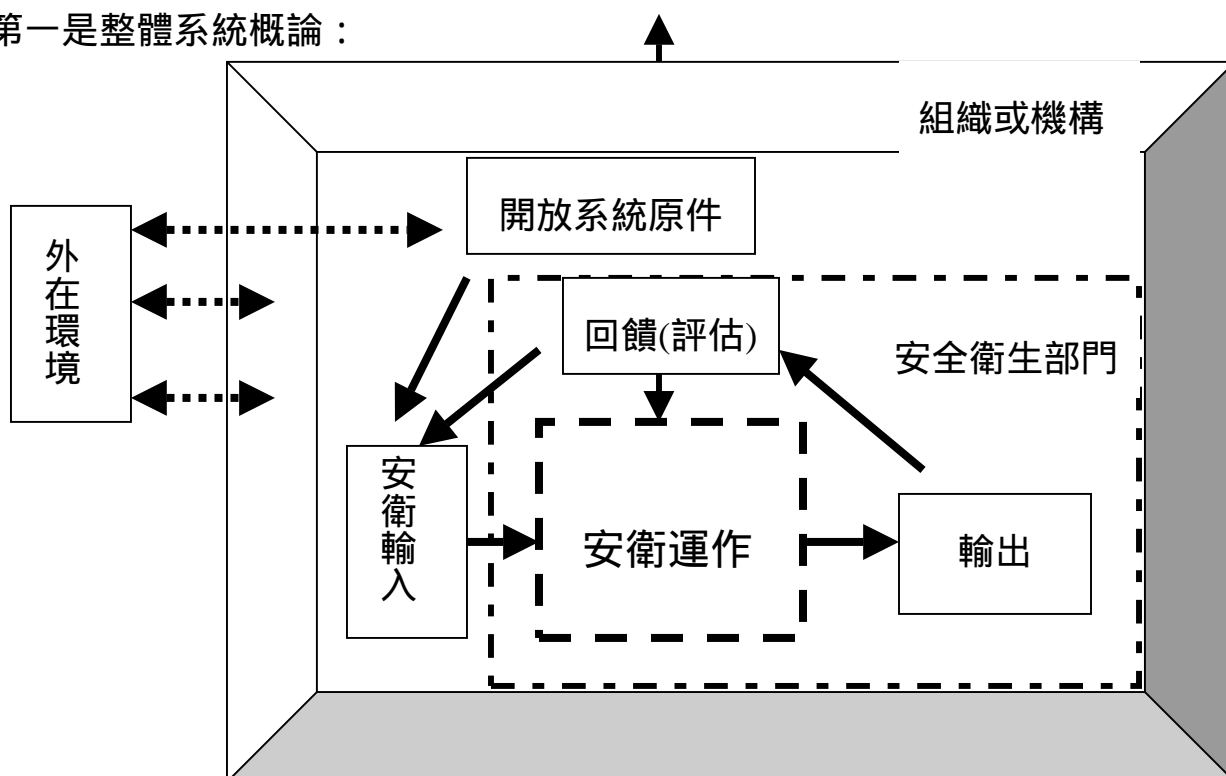 第一是整體系統概論：
組織或機構
開放系統原件
外在環境
回饋(評估)
安全衛生部門
安衛輸入
安衛運作
輸出